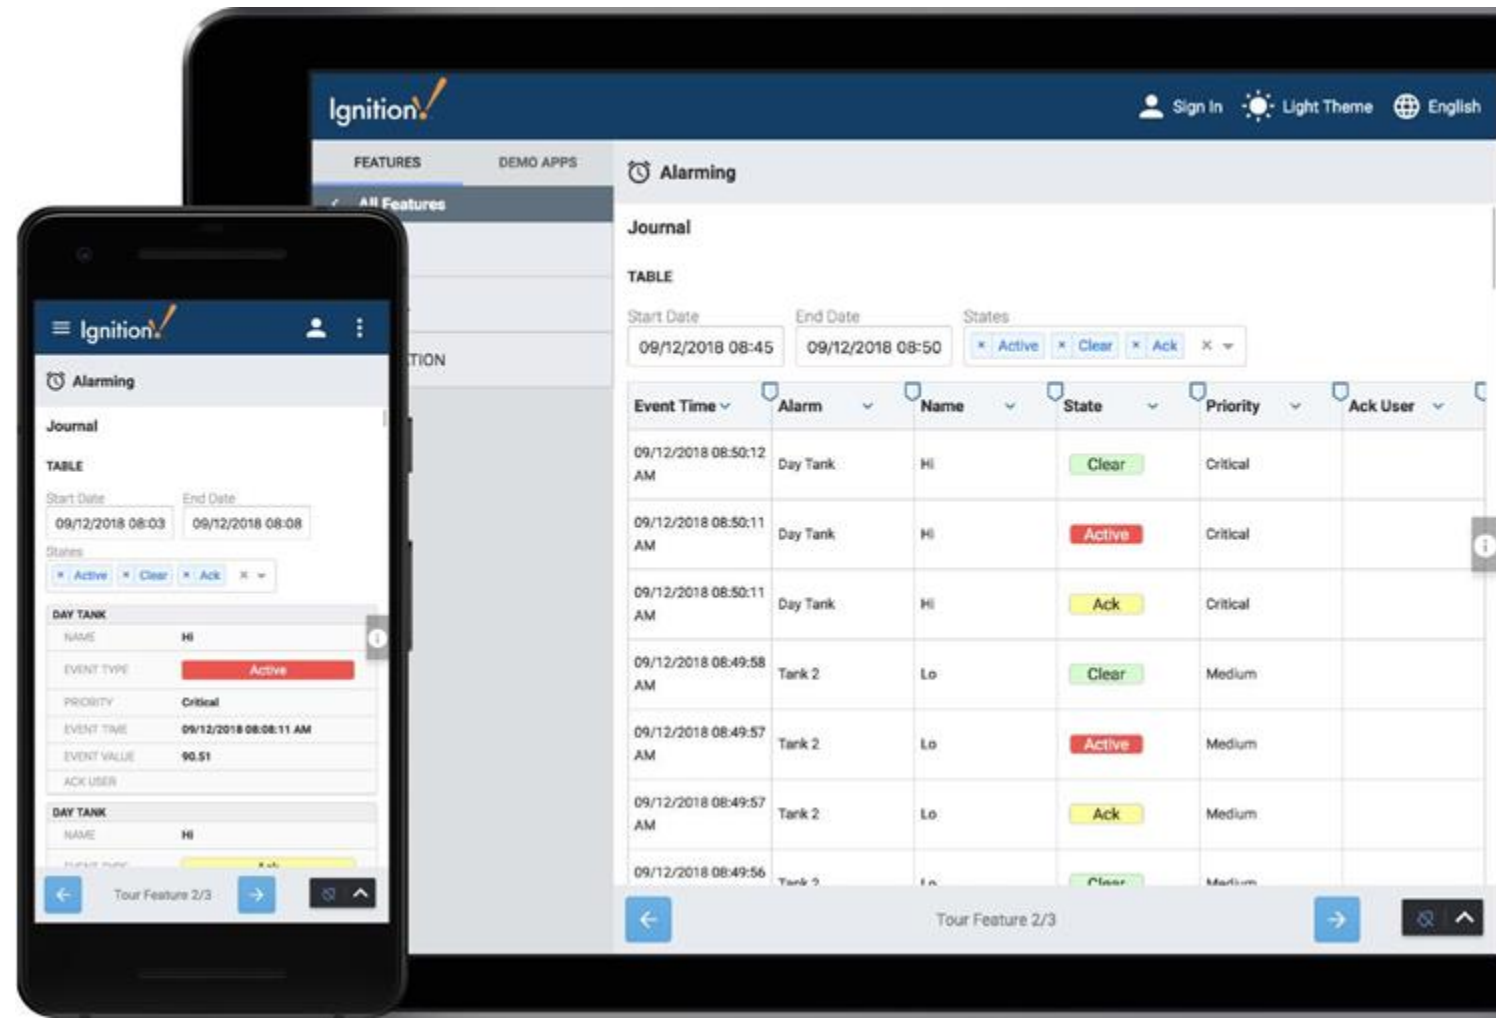 Ignition!
Sign In
Light Theme
English
FEATURES
DEMO APPS
All Features
TION
Alarming
Journal
TABLE
Start Date
End Date
States
09/12/2018 08:45
09/12/2018 08:50
× Active × Clear × Ack ×
Event Time Alarm Name State Priority Ack User
09/12/2018 08:50:12
AM
Day Tank Hi Clear Critical
09/12/2018 08:50:11
AM
Day Tank Hi Active Critical
09/12/2018 08:50:11
AM
Day Tank Hi Ack Critical
09/12/2018 08:49:58
AM
Tank 2 Lo Clear Medium
09/12/2018 08:49:57
AM
Tank 2 Lo Active Medium
09/12/2018 08:49:57
AM
Tank 2 Lo Ack Medium
09/12/2018 08:49:56
Tank 2 Lo Clear Medium
Tour Feature 2/3
Ignition!
Alarming
Journal
TABLE
Start Date
End Date
09/12/2018 08:03
09/12/2018 08:08
States
× Active × Clear × Ack ×
DAY TANK
NAME Hi
EVENT TYPE Active
PRIORITY Critical
EVENT TIME 09/12/2018 08:08:11 AM
EVENT VALUE 90.51
ACK USER
DAY TANK
NAME Hi
EVENT TYPE Ack
Tour Feature 2/3